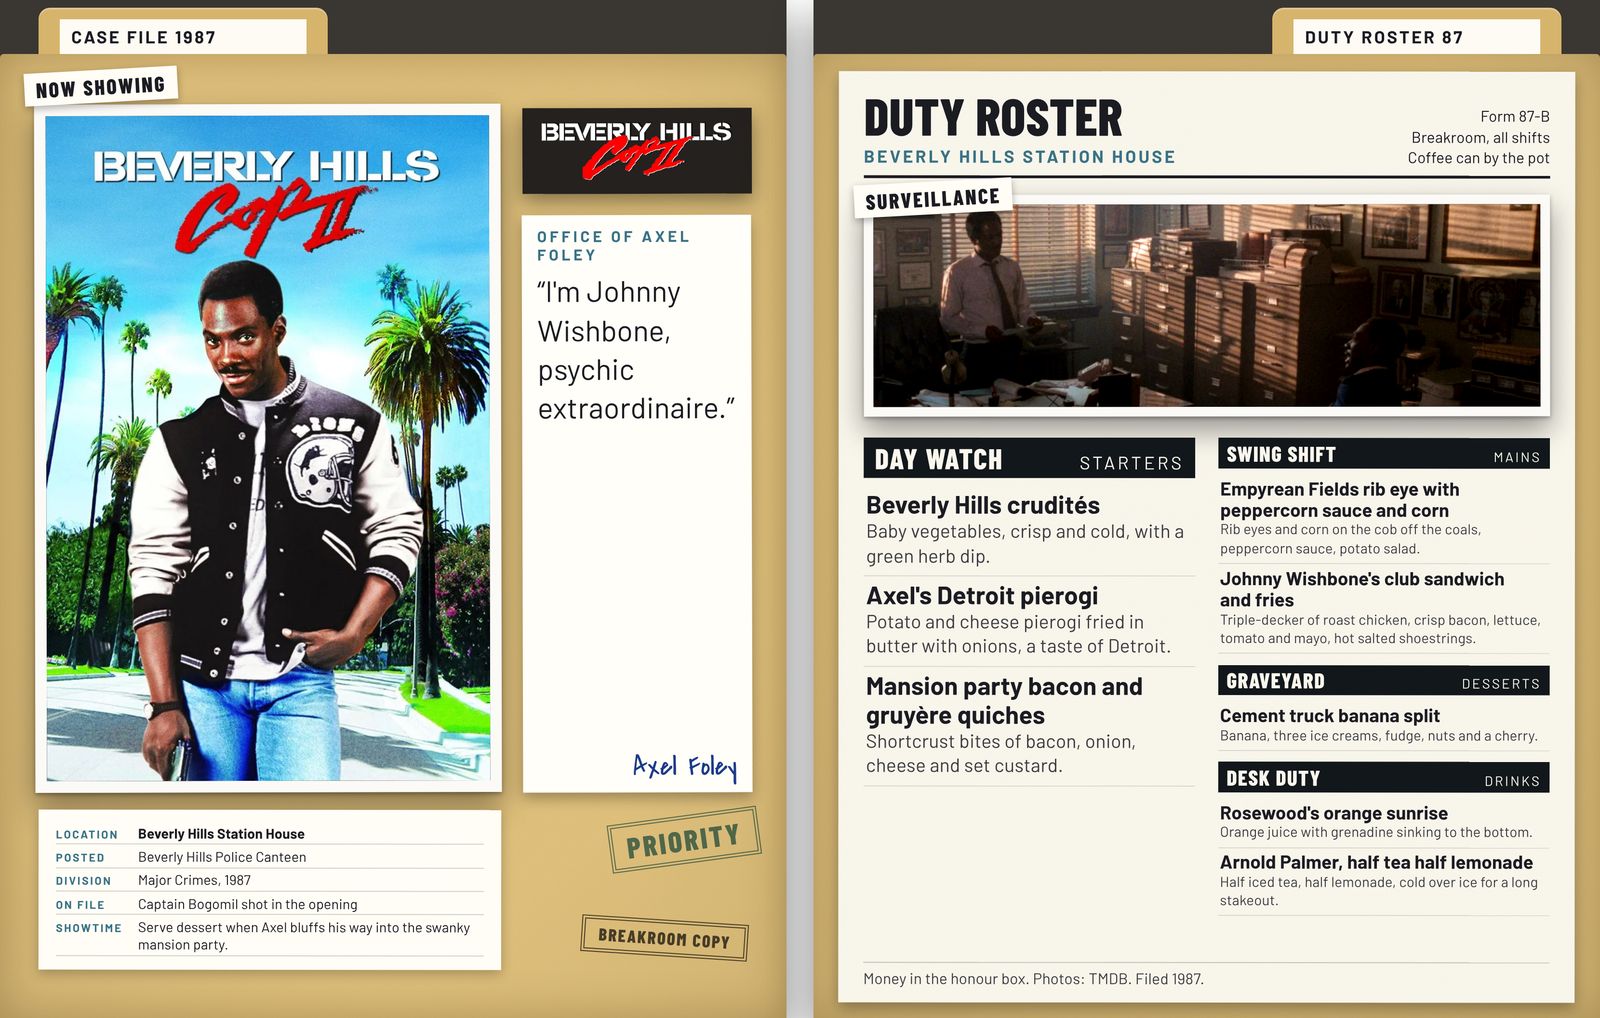 CASE FILE 1987
NOW SHOWING
BEVERLY HILLS
Cop II
LIONS
BEVERLY HILLS
Cop II
OFFICE OF AXEL
FOLEY
“I'm Johnny
Wishbone,
psychic
extraordinaire.”
Axel Foley
LOCATION Beverly Hills Station House
POSTED Beverly Hills Police Canteen
DIVISION Major Crimes, 1987
ON FILE Captain Bogomil shot in the opening
SHOWTIME Serve dessert when Axel bluffs his way into the swanky
mansion party.
PRIORITY
BREAKROOM COPY
DUTY ROSTER 87
DUTY ROSTER
BEVERLY HILLS STATION HOUSE
Form 87-B
Breakroom, all shifts
Coffee can by the pot
SURVEILLANCE
DAY WATCH STARTERS
Beverly Hills crudités
Baby vegetables, crisp and cold, with a
green herb dip.
Axel's Detroit pierogi
Potato and cheese pierogi fried in
butter with onions, a taste of Detroit.
Mansion party bacon and
gruyère quiches
Shortcrust bites of bacon, onion,
cheese and set custard.
SWING SHIFT MAINS
Empyrean Fields rib eye with
peppercorn sauce and corn
Rib eyes and corn on the cob off the coals,
peppercorn sauce, potato salad.
Johnny Wishbone's club sandwich
and fries
Triple-decker of roast chicken, crisp bacon, lettuce,
tomato and mayo, hot salted shoestrings.
GRAVEYARD DESSERTS
Cement truck banana split
Banana, three ice creams, fudge, nuts and a cherry.
DESK DUTY DRINKS
Rosewood's orange sunrise
Orange juice with grenadine sinking to the bottom.
Arnold Palmer, half tea half lemonade
Half iced tea, half lemonade, cold over ice for a long
stakeout.
Money in the honour box. Photos: TMDB. Filed 1987.